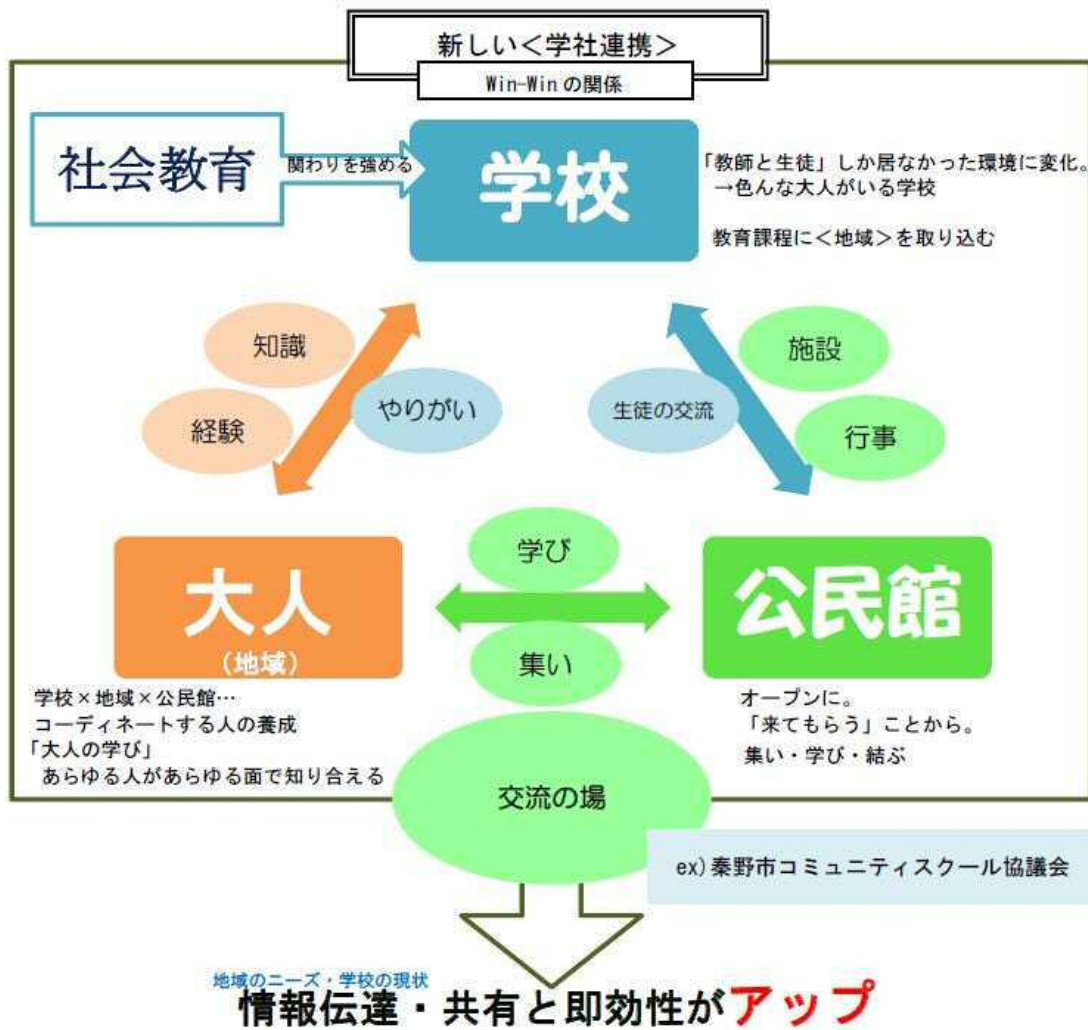 新しい＜学社連携＞
Win-Winの関係
社会教育
関わりを強める
学校
「教師と生徒」しか居なかった環境に変化。
→色んな大人がいる学校
教育課程に＜地域＞を取り込む
知識
経験
やりがい
生徒の交流
施設
行事
学び
集い
大人
（地域）
公民館
学校×地域×公民館…
コーディネートする人の養成
「大人の学び」
あらゆる人があらゆる面で知り合える
オープンに。
「来てもらう」ことから。
集い・学び・結ぶ
交流の場
ex)秦野市コミュニティスクール協議会
地域のニーズ・学校の現状
情報伝達・共有と即効性がアップ